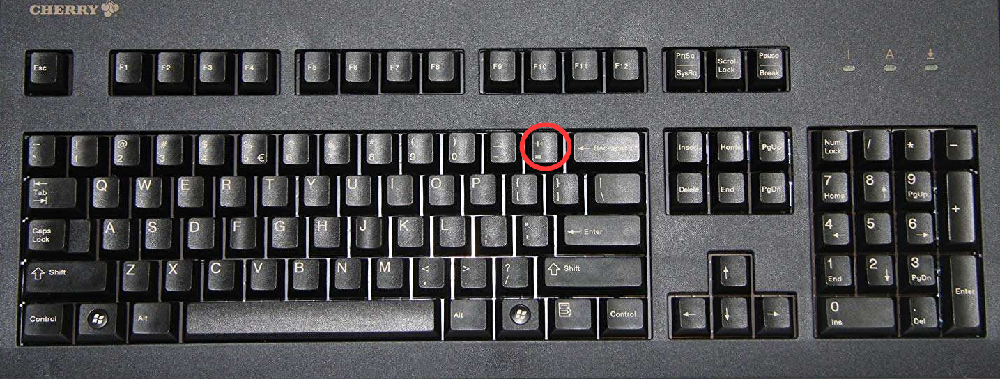 CHERRY
Esc F1 F2 F3 F4 F5 F6 F7 F8 F9 F10 F11 F12 PrtSc SysRq Scroll Lock Pause Break 1 A
~ ` ! 1 @ 2 # 3 $ 4 % 5 € ^ 6 & 7 * 8 ( 9 ) 0 _ - + = ← Backspace Insert Home PgUp Num Lock / * −
Tab Q W E R T Y U I O P { [ } ] | \ Delete End PgDn 7 Home 8 ↑ 9 PgUp +
Caps Lock A S D F G H J K L : ; " ' ↵ Enter 4 ← 5 6 →
⇧ Shift Z X C V B N M < , > . ? / ⇧ Shift ↑ 1 End 2 ↓ 3 PgDn Enter
Control Alt Alt Control ← ↓ → 0 Ins . Del